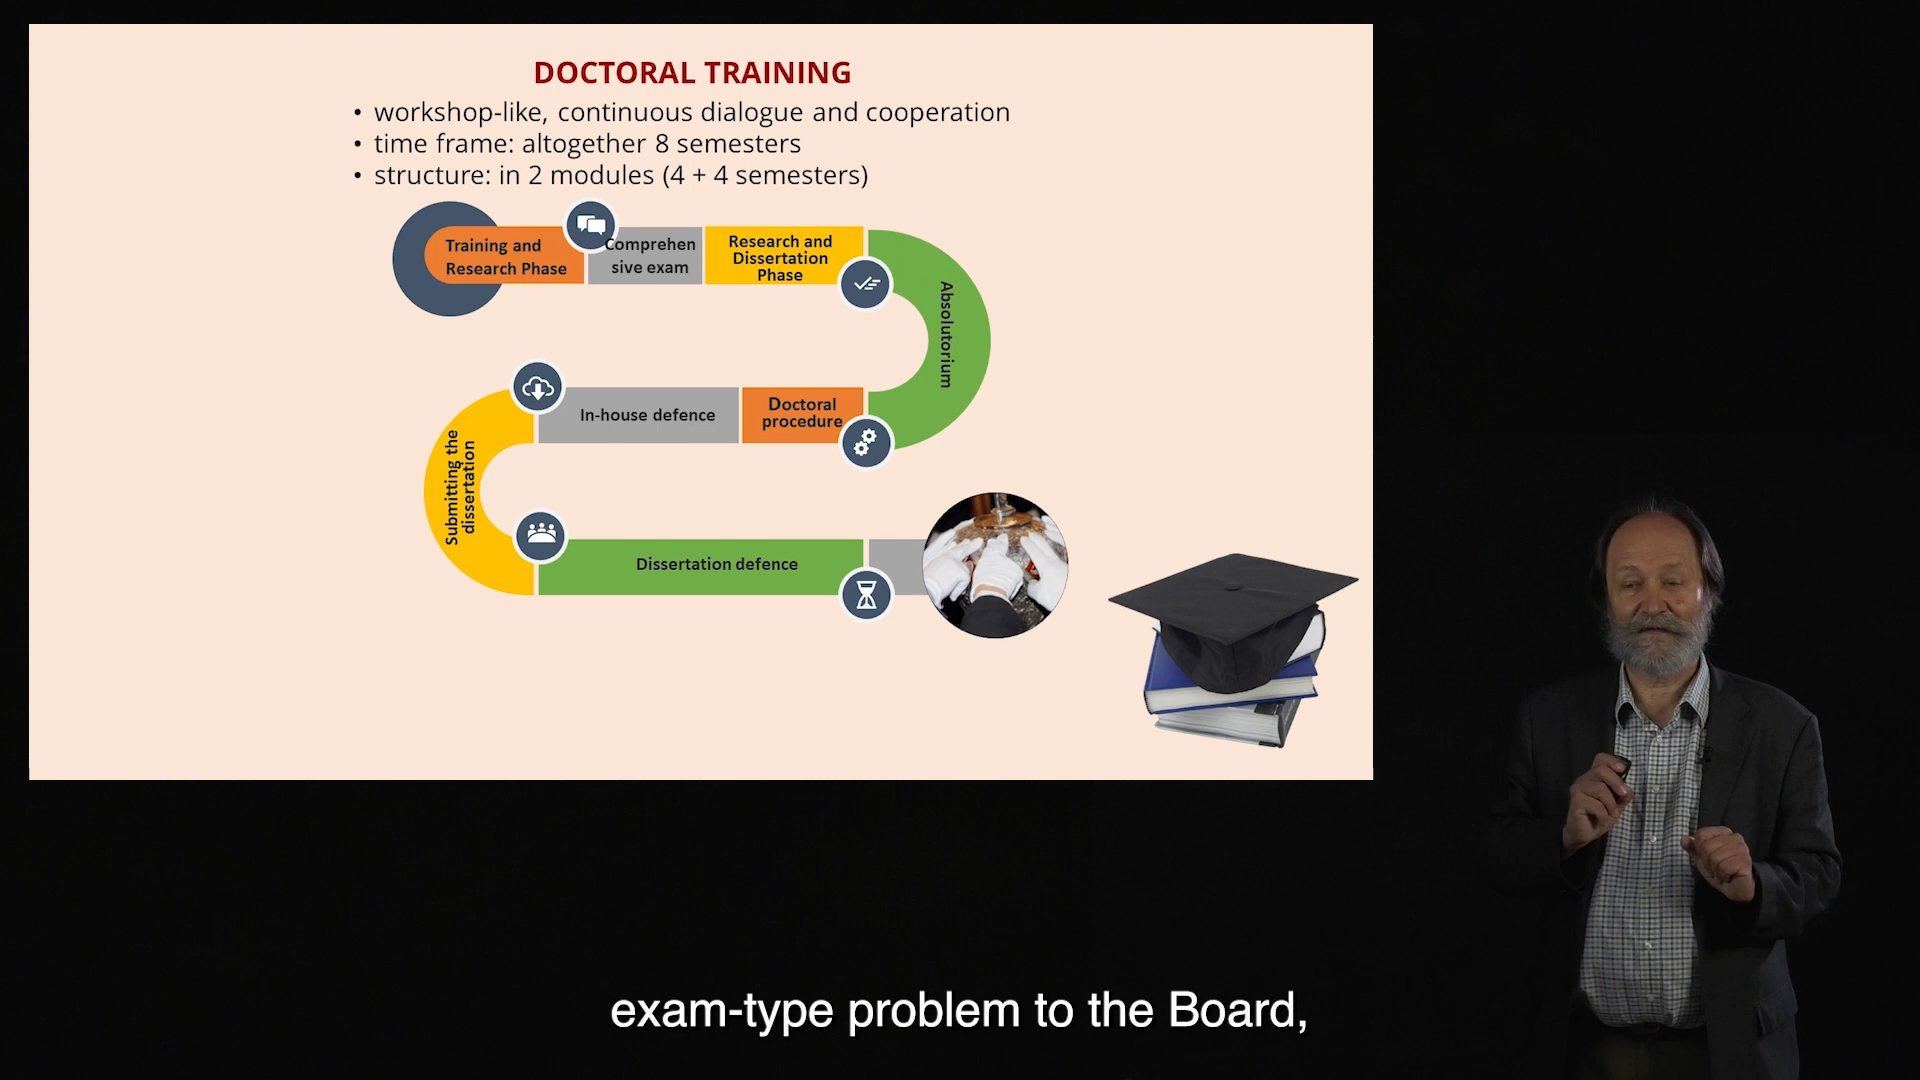 DOCTORAL TRAINING
• workshop-like, continuous dialogue and cooperation
• time frame: altogether 8 semesters
• structure: in 2 modules (4 + 4 semesters)
Training and
Research Phase
Comprehen
sive exam
Research and
Dissertation
Phase
Absolutorium
Doctoral
procedure
In-house defence
Submitting the
dissertation
Dissertation defence
exam-type problem to the Board,